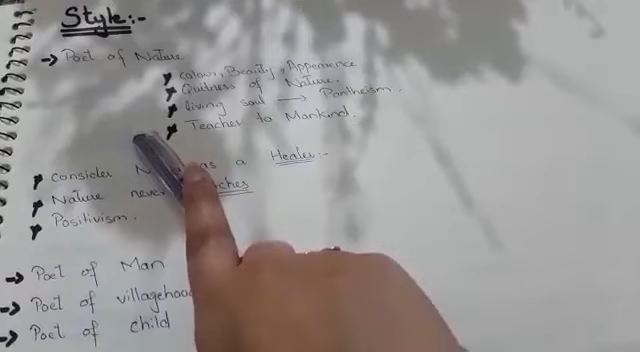 Style:-
→ Poet of Nature
Colour, Beauty, Appearence
Quitness of Nature.
living soul → Pantheism.
Teacher to Mankind.
consider as a Healer:-
Nature never
Positivism.
→ Poet of Man
→ Poet of villagehood
→ Poet of child